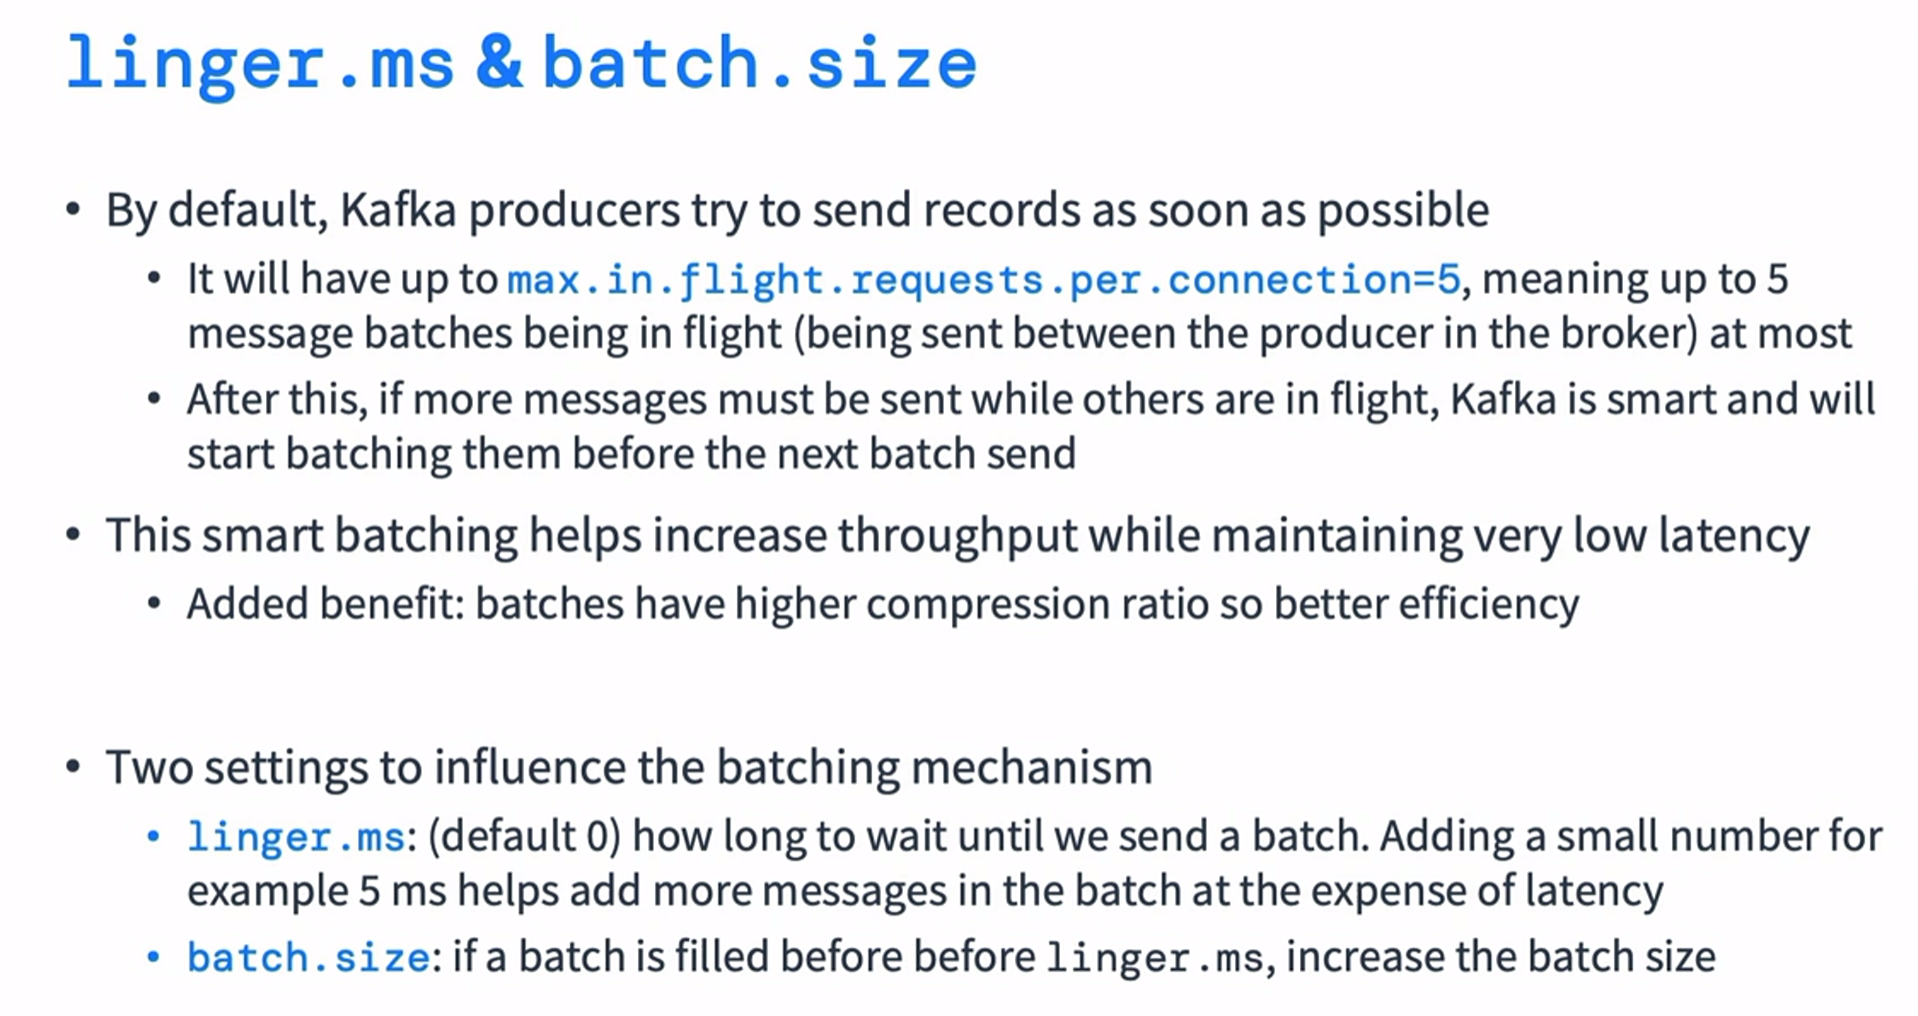 linger.ms & batch.size
• By default, Kafka producers try to send records as soon as possible
• It will have up to max.in.flight.requests.per.connection=5, meaning up to 5
message batches being in flight (being sent between the producer in the broker) at most
• After this, if more messages must be sent while others are in flight, Kafka is smart and will
start batching them before the next batch send
• This smart batching helps increase throughput while maintaining very low latency
• Added benefit: batches have higher compression ratio so better efficiency
• Two settings to influence the batching mechanism
• linger.ms: (default 0) how long to wait until we send a batch. Adding a small number for
example 5 ms helps add more messages in the batch at the expense of latency
• batch.size: if a batch is filled before before linger.ms, increase the batch size